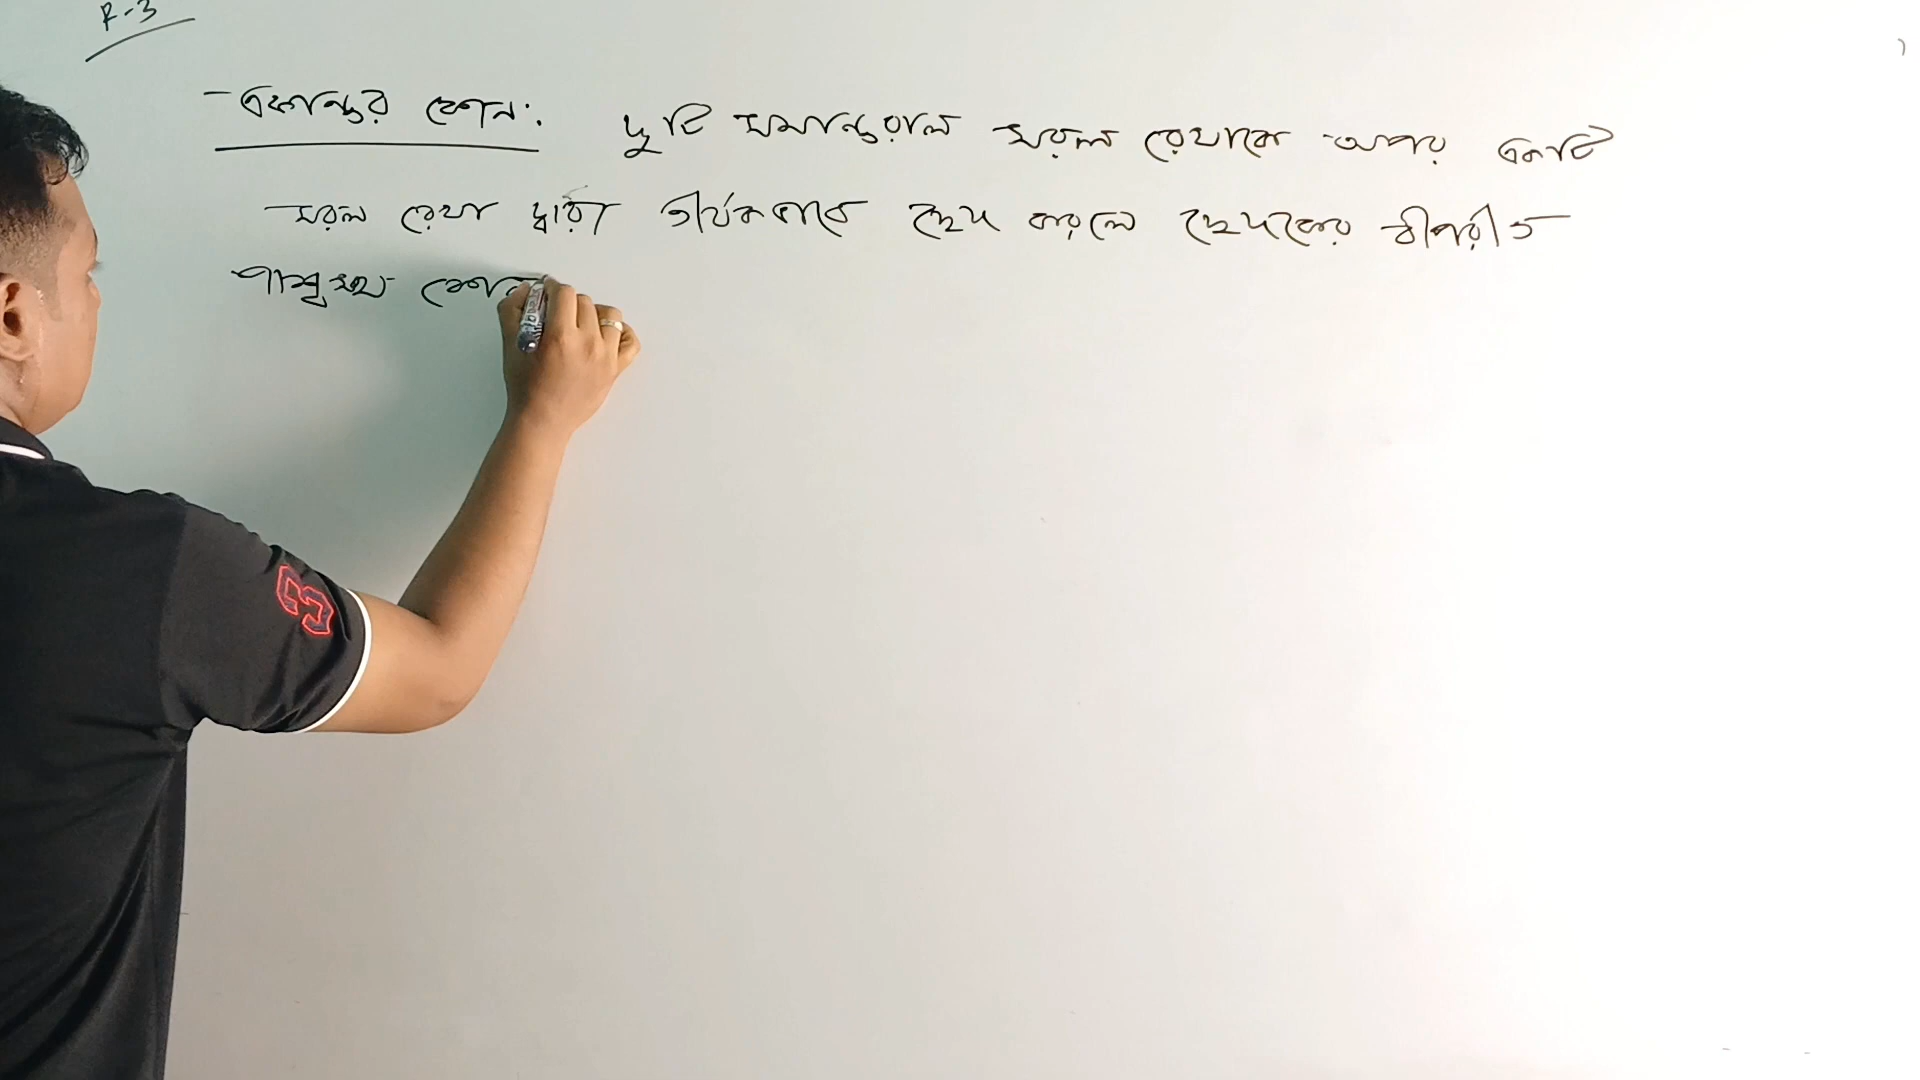 R-3
একান্তর কোন: দুটি সমান্তরাল সরল রেখাকে অপর একটি
সরল রেখা দ্বারা তীর্যকভাবে ছেদ করলে ছেদকের বীপরীত
পার্শ্বস্থ কোন